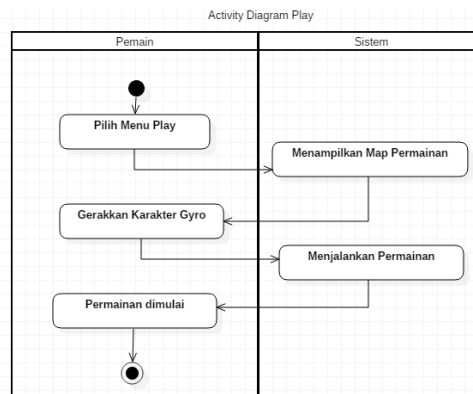 Activity Diagram Play
Pemain
Sistem
Pilih Menu Play
Menampilkan Map Permainan
Gerakkan Karakter Gyro
Menjalankan Permainan
Permainan dimulai